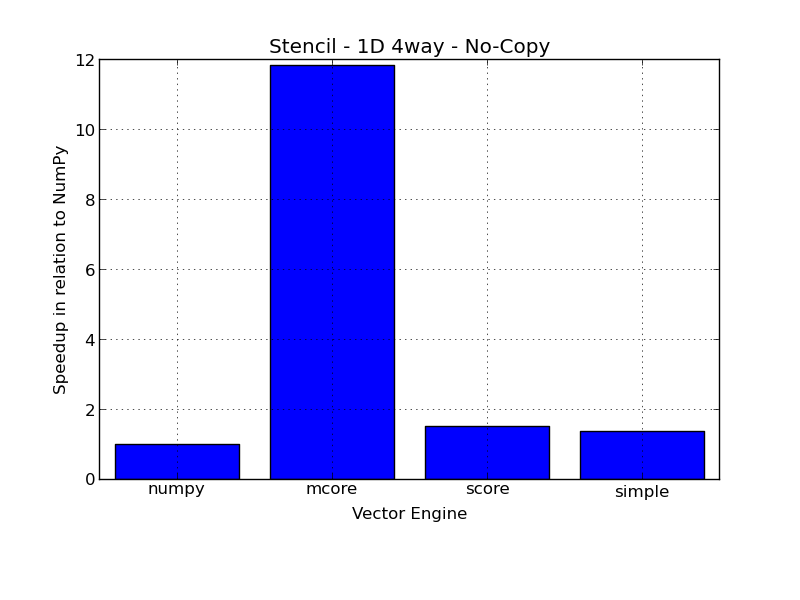 Stencil - 1D 4way - No-Copy
Speedup in relation to NumPy
12
10
8
6
4
2
0
numpy mcore score simple
Vector Engine